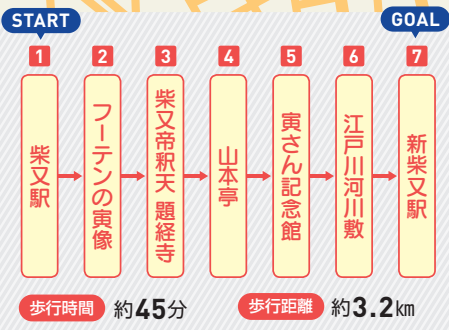 START
GOAL
1
柴又駅
2
フーテンの寅像
3
柴又帝釈天 題経寺
4
山本亭
5
寅さん記念館
6
江戸川河川敷
7
新柴又駅
歩行時間 約45分
歩行距離 約3.2km